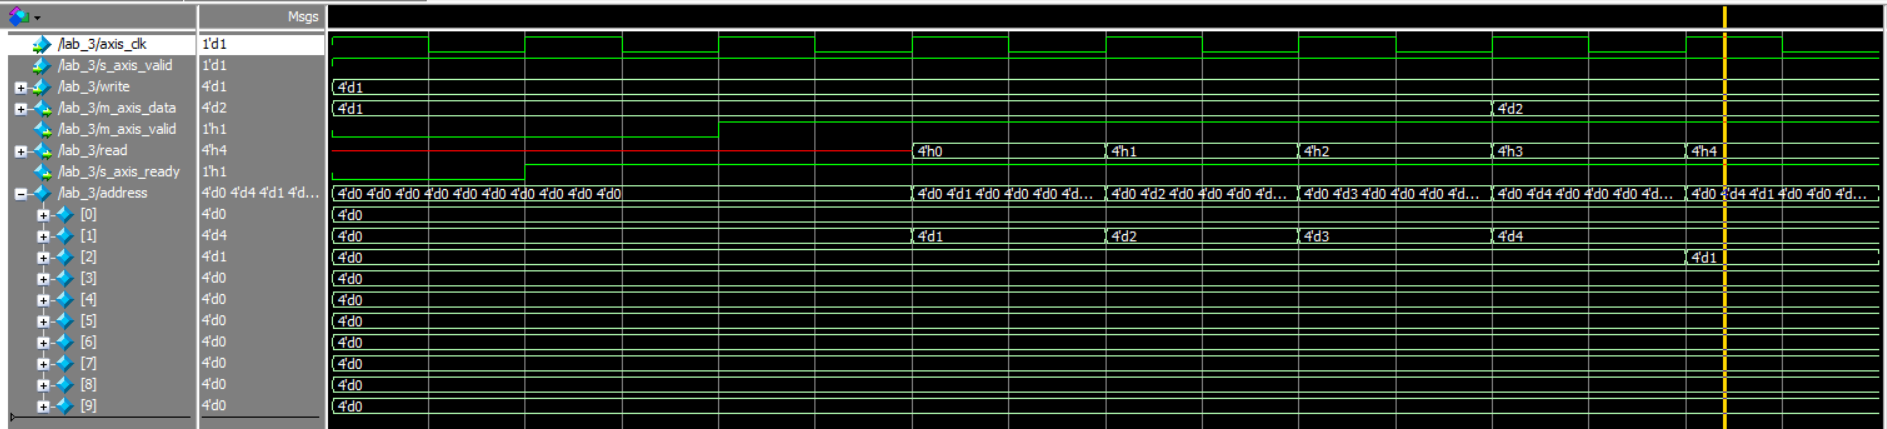 Msgs
/lab_3/axis_clk 1'd1
/lab_3/s_axis_valid 1'd1
/lab_3/write 4'd1 4'd1
/lab_3/m_axis_data 4'd2 4'd1 4'd2
/lab_3/m_axis_valid 1'h1
/lab_3/read 4'h4 4'h0 4'h1 4'h2 4'h3 4'h4
/lab_3/s_axis_ready 1'h1
/lab_3/address 4'd0 4'd4 4'd1 4'd... 4'd0 4'd0 4'd0 4'd0 4'd0 4'd0 4'd0 4'd0 4'd0 4'd0 4'd0 4'd1 4'd0 4'd0 4'd0 4'd... 4'd0 4'd2 4'd0 4'd0 4'd0 4'd... 4'd0 4'd3 4'd0 4'd0 4'd0 4'd... 4'd0 4'd4 4'd0 4'd0 4'd0 4'd... 4'd0 4'd4 4'd1 4'd0 4'd0 4'd...
[0] 4'd0 4'd0
[1] 4'd4 4'd0 4'd1 4'd2 4'd3 4'd4
[2] 4'd1 4'd0 4'd1
[3] 4'd0 4'd0
[4] 4'd0 4'd0
[5] 4'd0 4'd0
[6] 4'd0 4'd0
[7] 4'd0 4'd0
[8] 4'd0 4'd0
[9] 4'd0 4'd0